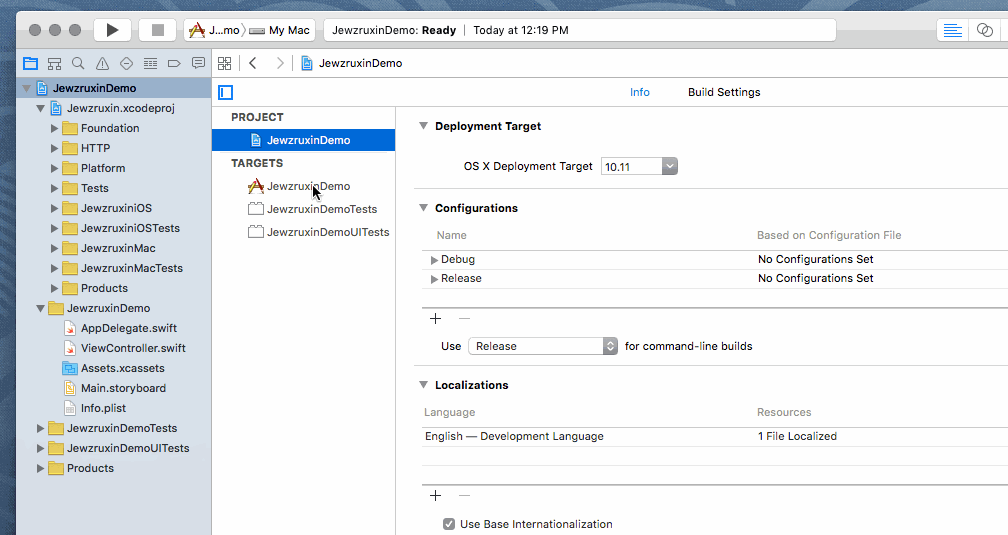 J...mo My Mac JewzruxinDemo: Ready Today at 12:19 PM
JewzruxinDemo
JewzruxinDemo
Jewzruxin.xcodeproj
Foundation
HTTP
Platform
Tests
JewzruxiniOS
JewzruxiniOSTests
JewzruxinMac
JewzruxinMacTests
Products
JewzruxinDemo
AppDelegate.swift
ViewController.swift
Assets.xcassets
Main.storyboard
Info.plist
JewzruxinDemoTests
JewzruxinDemoUITests
Products
PROJECT
JewzruxinDemo
TARGETS
JewzruxinDemo
JewzruxinDemoTests
JewzruxinDemoUITests
Info Build Settings
Deployment Target
OS X Deployment Target 10.11
Configurations
Name Based on Configuration File
Debug No Configurations Set
Release No Configurations Set
Use Release for command-line builds
Localizations
Language Resources
English — Development Language 1 File Localized
Use Base Internationalization